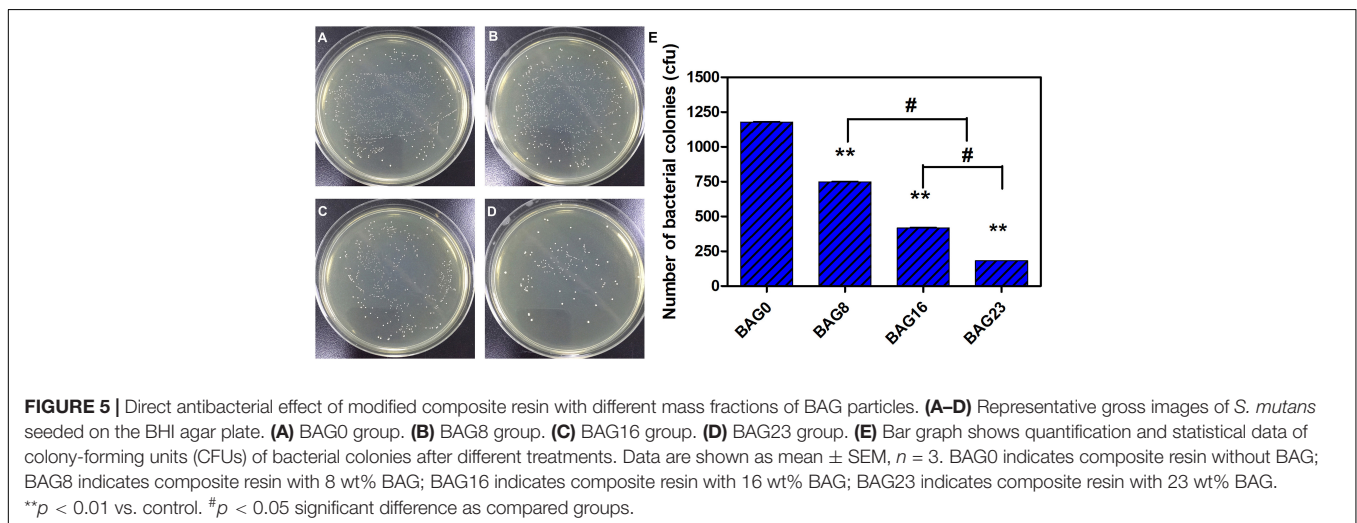 A
B
E
C
D
Number of bacterial colonies (cfu)
1500
1250
1000
750
500
250
0
#
#
**
**
**
BAG0
BAG8
BAG16
BAG23
FIGURE 5 | Direct antibacterial effect of modified composite resin with different mass fractions of BAG particles. (A–D) Representative gross images of S. mutans
seeded on the BHI agar plate. (A) BAG0 group. (B) BAG8 group. (C) BAG16 group. (D) BAG23 group. (E) Bar graph shows quantification and statistical data of
colony-forming units (CFUs) of bacterial colonies after different treatments. Data are shown as mean ± SEM, n = 3. BAG0 indicates composite resin without BAG;
BAG8 indicates composite resin with 8 wt% BAG; BAG16 indicates composite resin with 16 wt% BAG; BAG23 indicates composite resin with 23 wt% BAG.
**p < 0.01 vs. control. #p < 0.05 significant difference as compared groups.